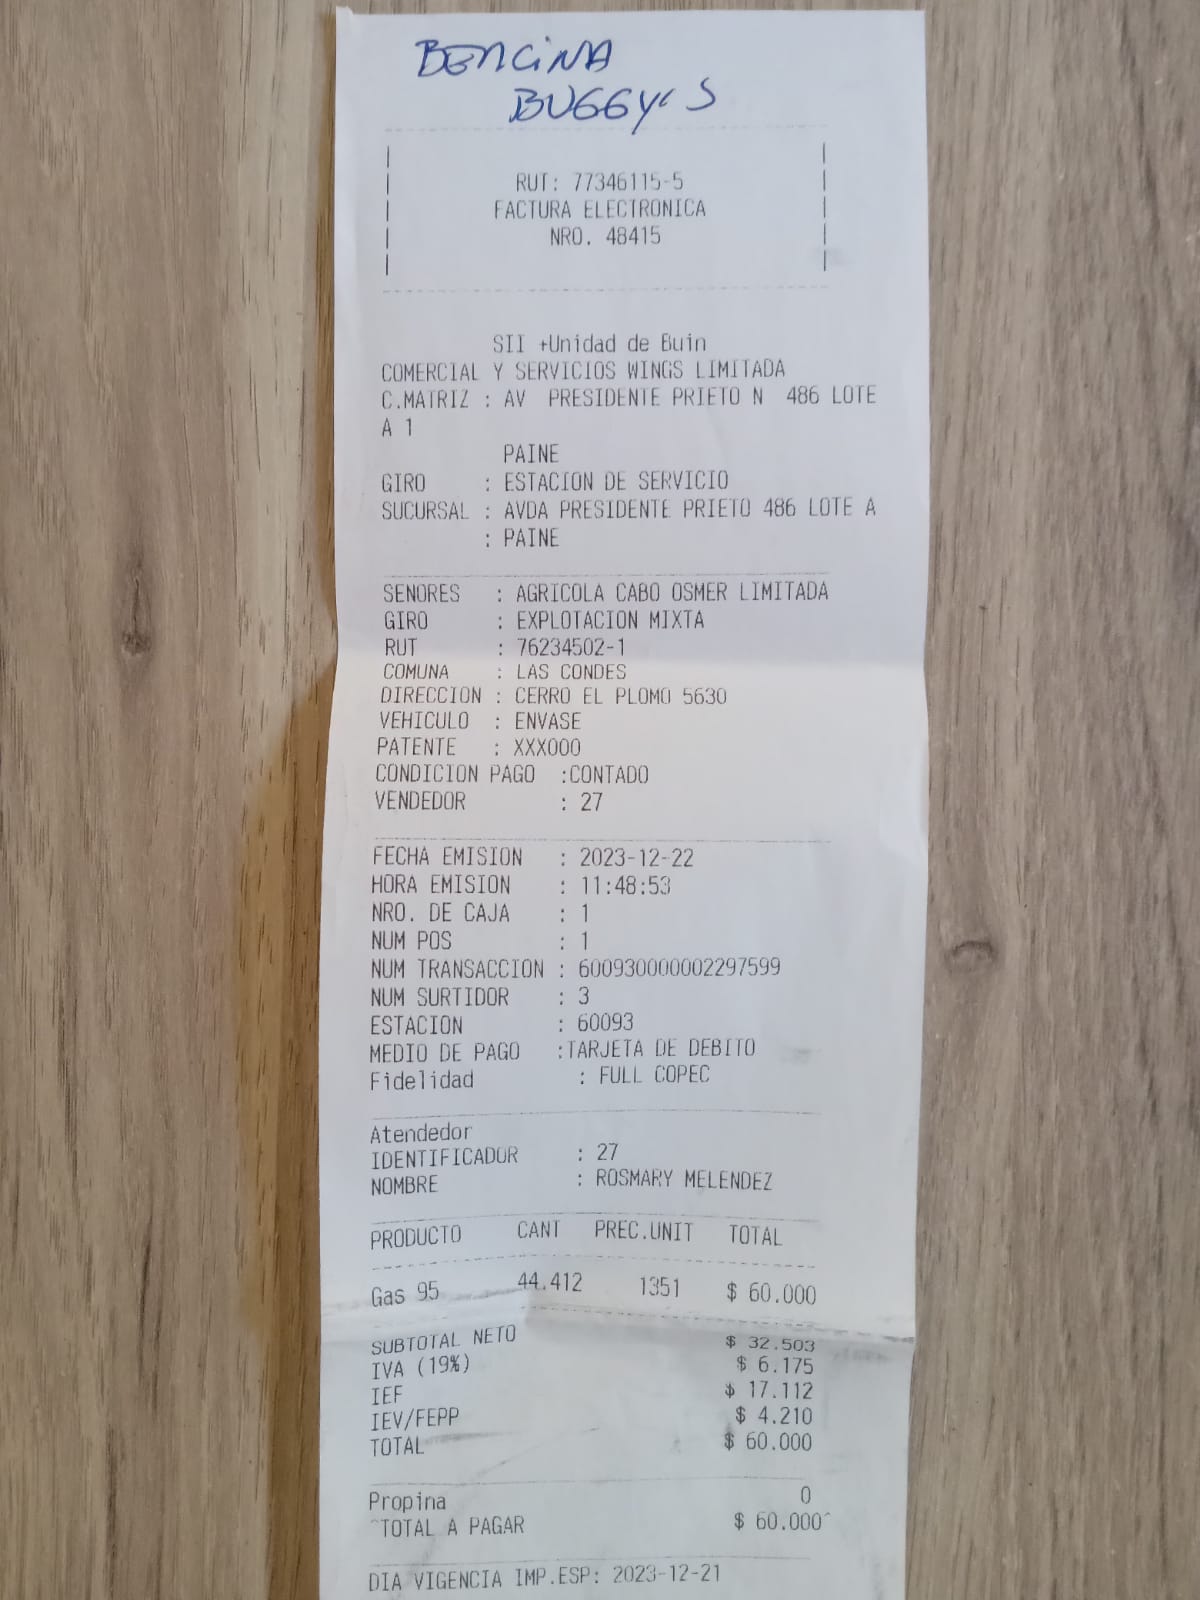 BENCINA
BUGGY'S
RUT: 77346115-5
FACTURA ELECTRONICA
NRO. 48415
SII +Unidad de Buin
COMERCIAL Y SERVICIOS WINGS LIMITADA
C.MATRIZ : AV PRESIDENTE PRIETO N 486 LOTE
A 1
PAINE
GIRO : ESTACION DE SERVICIO
SUCURSAL : AVDA PRESIDENTE PRIETO 486 LOTE A
: PAINE
SENORES : AGRICOLA CABO OSMER LIMITADA
GIRO : EXPLOTACION MIXTA
RUT : 76234502-1
COMUNA : LAS CONDES
DIRECCION : CERRO EL PLOMO 5630
VEHICULO : ENVASE
PATENTE : XXX000
CONDICION PAGO :CONTADO
VENDEDOR : 27
FECHA EMISION : 2023-12-22
HORA EMISION : 11:48:53
NRO. DE CAJA : 1
NUM POS : 1
NUM TRANSACCION : 600930000002297599
NUM SURTIDOR : 3
ESTACION : 60093
MEDIO DE PAGO :TARJETA DE DEBITO
Fidelidad : FULL COPEC
Atendedor
IDENTIFICADOR : 27
NOMBRE : ROSMARY MELENDEZ
PRODUCTO CANT PREC.UNIT TOTAL
Gas 95 44.412 1351 $ 60.000
SUBTOTAL NETO $ 32.503
IVA (19%) $ 6.175
IEF $ 17.112
IEV/FEPP $ 4.210
TOTAL $ 60.000
Propina 0
TOTAL A PAGAR $ 60.000
DIA VIGENCIA IMP.ESP: 2023-12-21